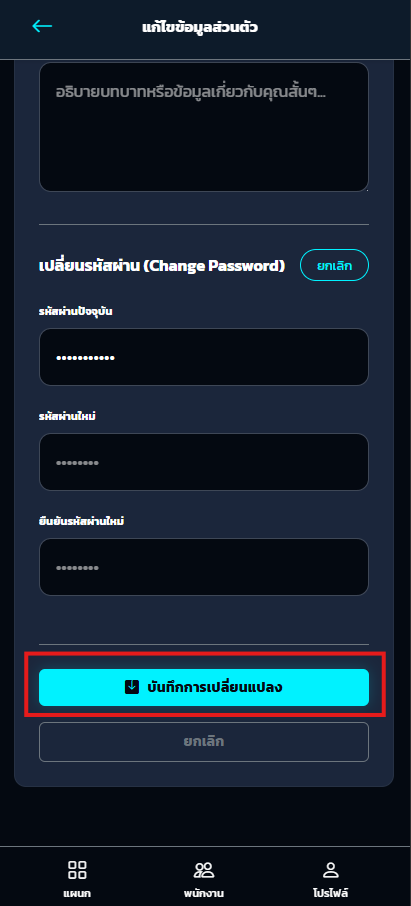 แก้ไขข้อมูลส่วนตัว
อธิบายบทบาทหรือข้อมูลเกี่ยวกับคุณสั้นๆ...
เปลี่ยนรหัสผ่าน (Change Password)
ยกเลิก
รหัสผ่านปัจจุบัน
•••••••••••
รหัสผ่านใหม่
••••••••
ยืนยันรหัสผ่านใหม่
••••••••
บันทึกการเปลี่ยนแปลง
ยกเลิก
แผนก พนักงาน โปรไฟล์